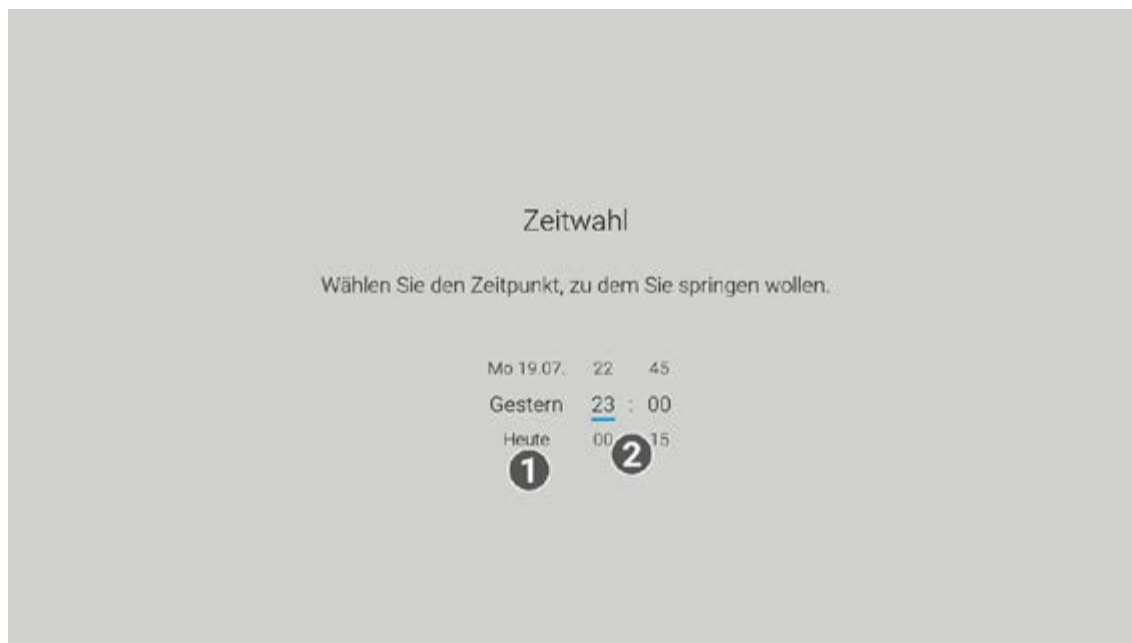 Zeitwahl
Wählen Sie den Zeitpunkt, zu dem Sie springen wollen.
Mo 19.07. 22 45
Gestern 23 : 00
Heute 00 15
1 2